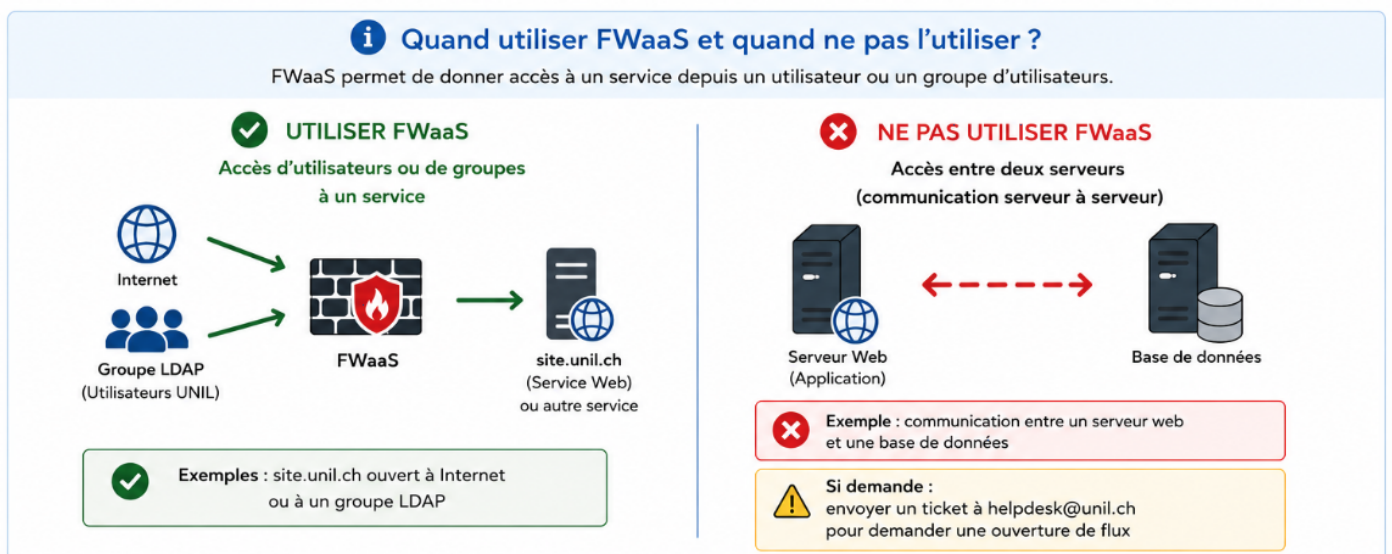 i Quand utiliser FWaaS et quand ne pas l'utiliser ?
FWaaS permet de donner accès à un service depuis un utilisateur ou un groupe d'utilisateurs.
UTILISER FWaaS
Accès d'utilisateurs ou de groupes
à un service
Internet
Groupe LDAP
(Utilisateurs UNIL)
FWaaS
site.unil.ch
(Service Web)
ou autre service
Exemples : site.unil.ch ouvert à Internet
ou à un groupe LDAP
NE PAS UTILISER FWaaS
Accès entre deux serveurs
(communication serveur à serveur)
Serveur Web
(Application)
Base de données
Exemple : communication entre un serveur web
et une base de données
Si demande :
envoyer un ticket à helpdesk@unil.ch
pour demander une ouverture de flux